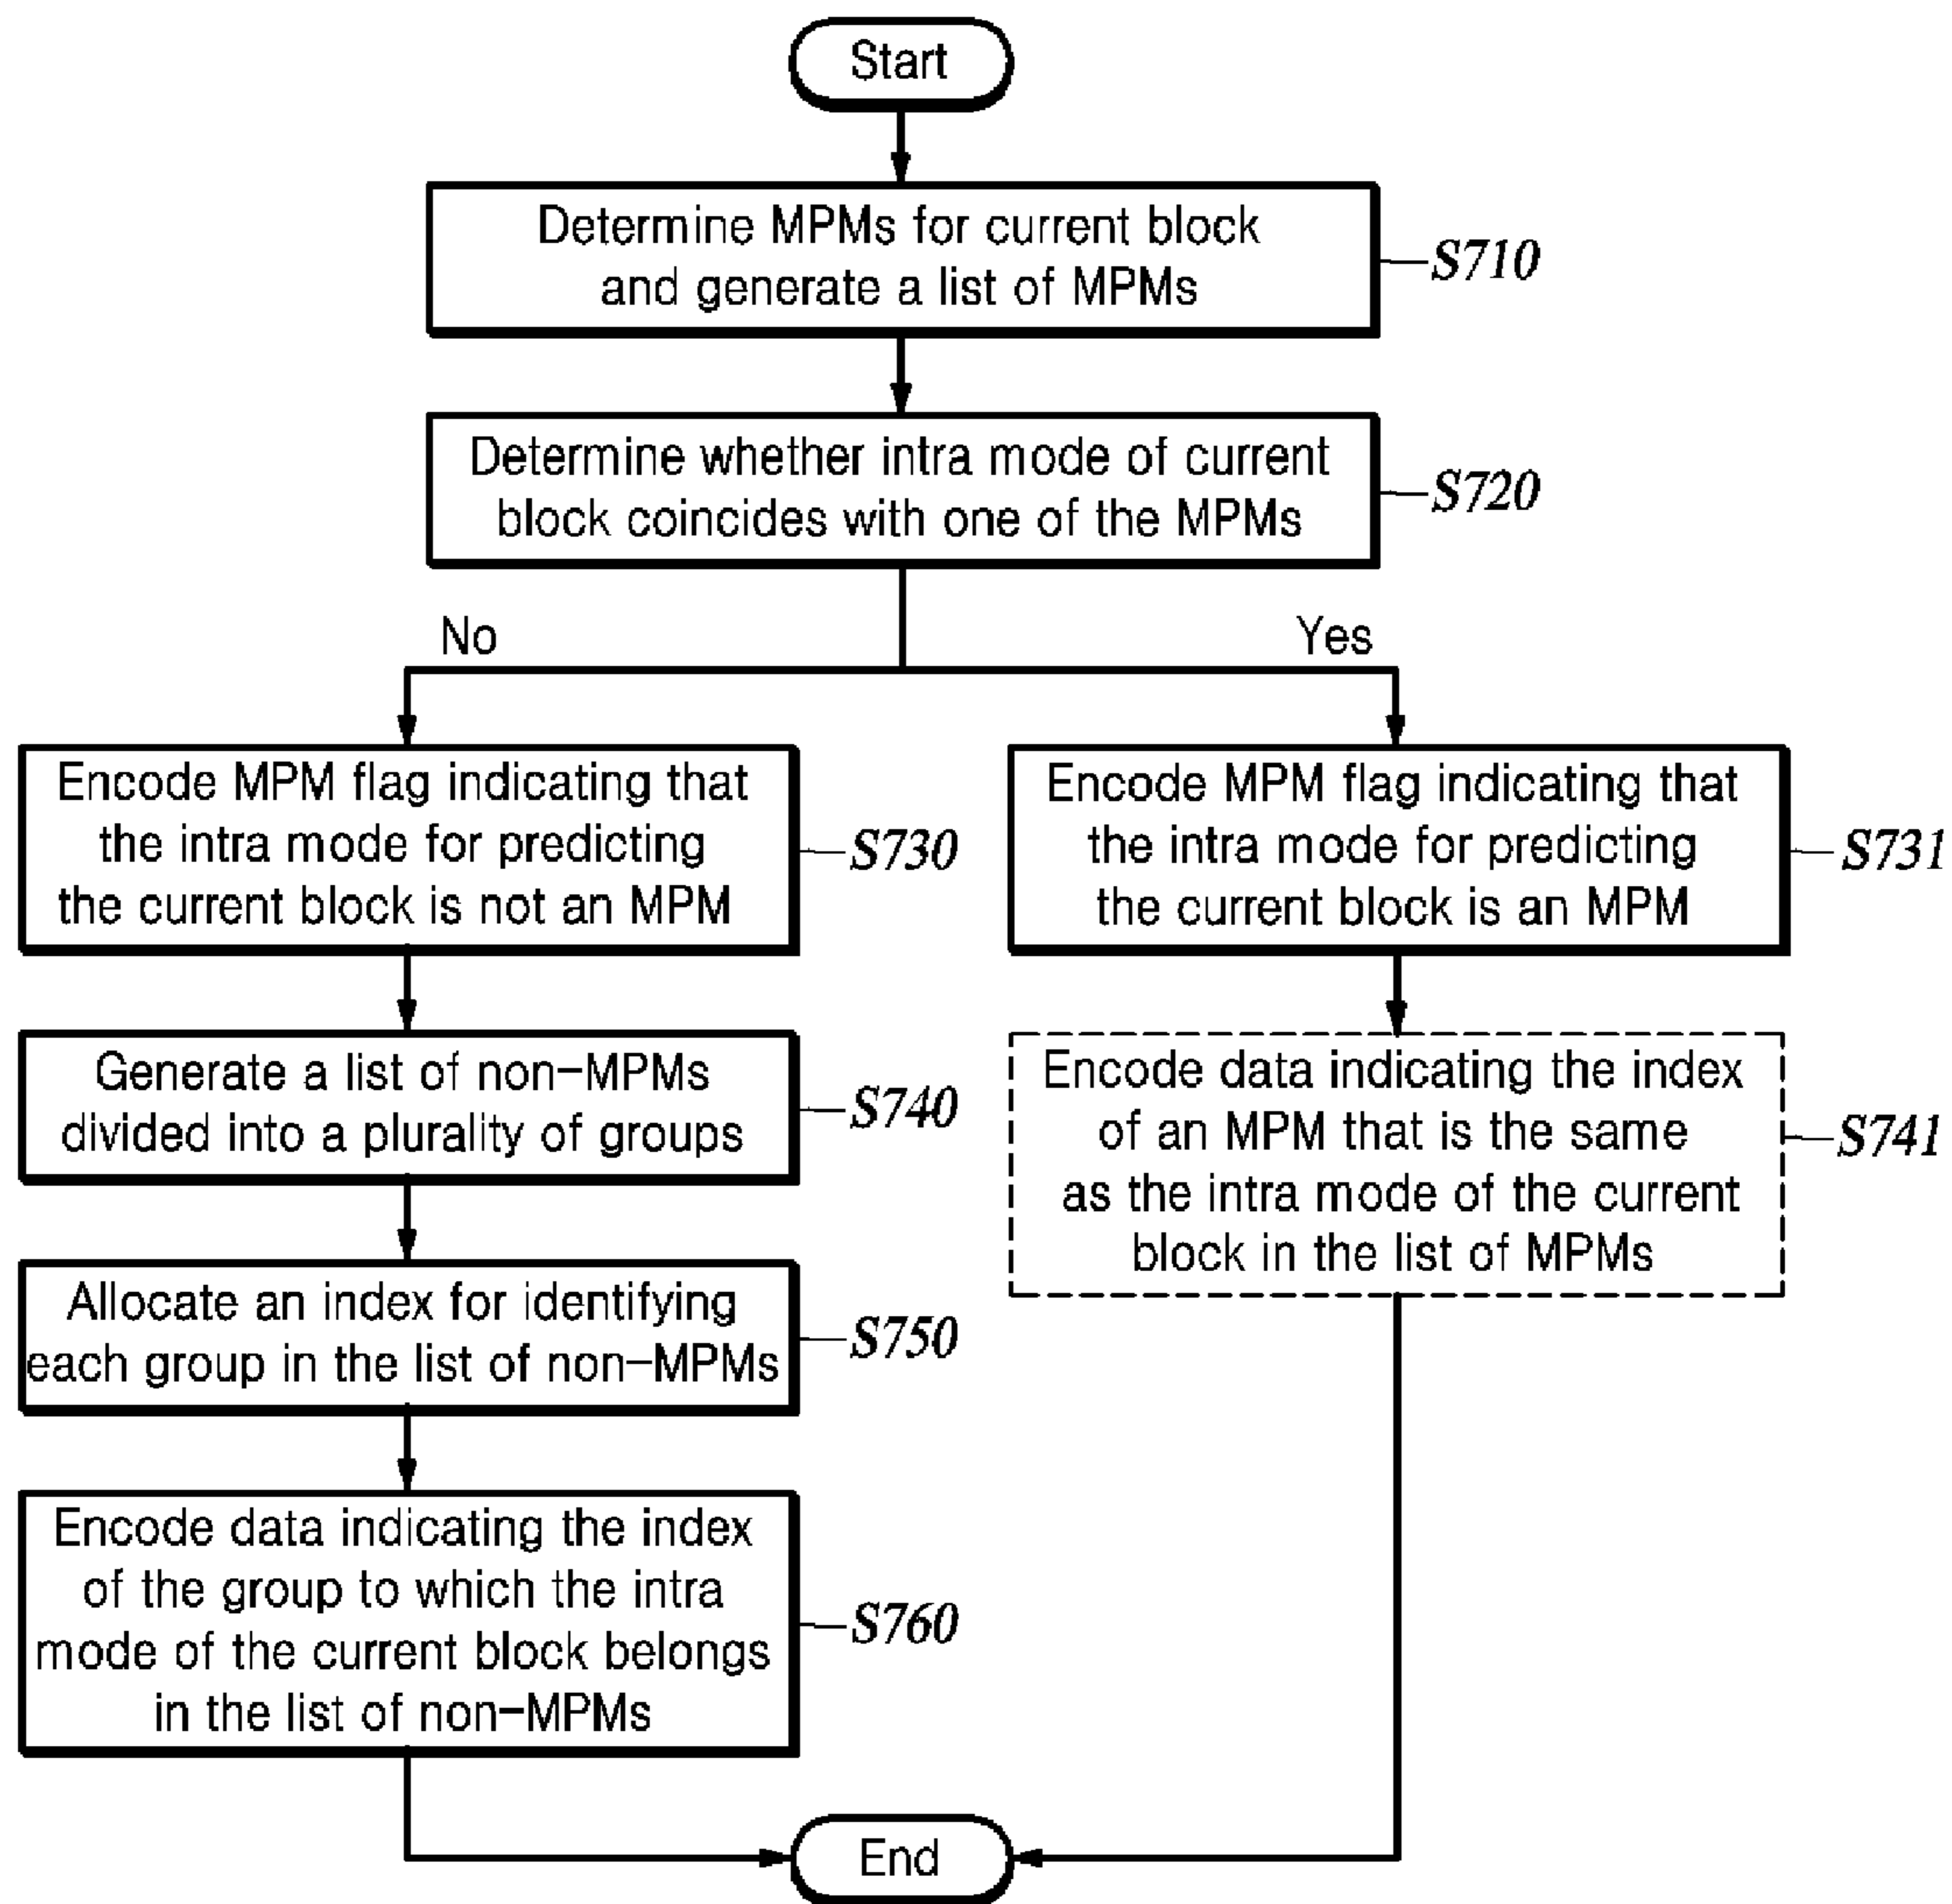 Start
Determine MPMs for current block
and generate a list of MPMs
S710
Determine whether intra mode of current
block coincides with one of the MPMs
S720
No
Yes
Encode MPM flag indicating that
the intra mode for predicting
the current block is not an MPM
S730
Encode MPM flag indicating that
the intra mode for predicting
the current block is an MPM
S731
Generate a list of non-MPMs
divided into a plurality of groups
S740
Encode data indicating the index
of an MPM that is the same
as the intra mode of the current
block in the list of MPMs
S741
Allocate an index for identifying
each group in the list of non-MPMs
S750
Encode data indicating the index
of the group to which the intra
mode of the current block belongs
in the list of non-MPMs
S760
End